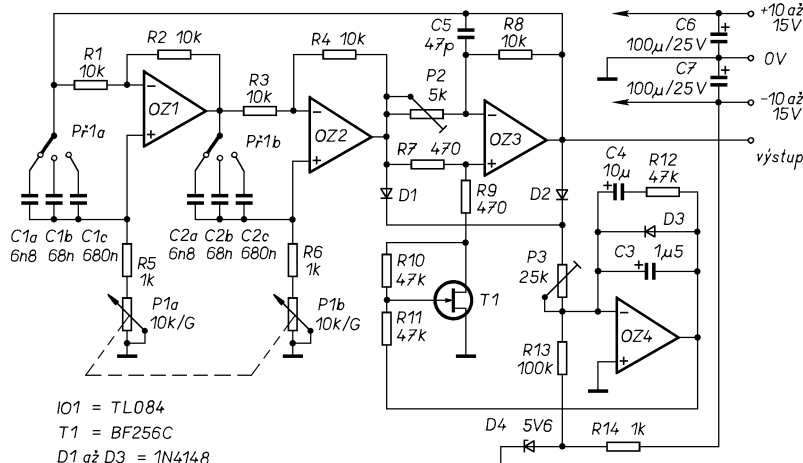 +10 až
15V
C6
100µ/25V
0V
C7
100µ/25V
-10 až
15V
výstup
R1
10k
R2 10k
OZ1
Př1a
R3
10k
R4 10k
OZ2
Př1b
C5
47p
R8
10k
P2
5k
OZ3
R7 470
D1
R9
470
D2
C4
10µ
R12
47k
D3
C3 1µ5
C1a
6n8
C1b
68n
C1c
680n
C2a
6n8
C2b
68n
C2c
680n
R5
1k
R6
1k
P1a
10k/G
P1b
10k/G
R10
47k
R11
47k
T1
P3
25k
OZ4
R13
100k
D4 5V6
R14 1k
IO1 = TL084
T1 = BF256C
D1 až D3 = 1N4148